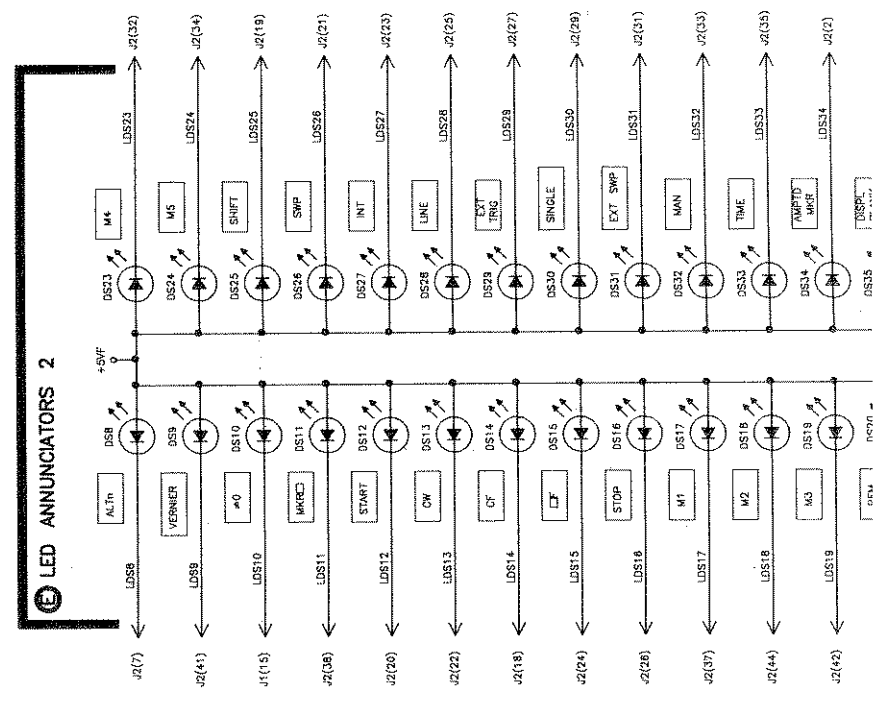 E LED ANNUNCIATORS 2
+5VF
J2(7) LDS8 ALTn DS8 DS23 M4 LDS23 J2(32)
J2(41) LDS9 VERNIER DS9 DS24 M5 LDS24 J2(34)
J1(15) LDS10 ≠0 DS10 DS25 SHIFT LDS25 J2(19)
J2(38) LDS11 MKR□ DS11 DS26 SWP LDS26 J2(21)
J2(20) LDS12 START DS12 DS27 INT LDS27 J2(23)
J2(22) LDS13 CW DS13 DS28 LINE LDS28 J2(25)
J2(18) LDS14 CF DS14 DS29 EXT TRIG LDS29 J2(27)
J2(24) LDS15 □F DS15 DS30 SINGLE LDS30 J2(29)
J2(26) LDS16 STOP DS16 DS31 EXT SWP LDS31 J2(31)
J2(37) LDS17 M1 DS17 DS32 MAN LDS32 J2(33)
J2(44) LDS18 M2 DS18 DS33 TIME LDS33 J2(35)
J2(42) LDS19 M3 DS19 DS34 AMPTD MKR LDS34 J2(2)
DS35 DISPL